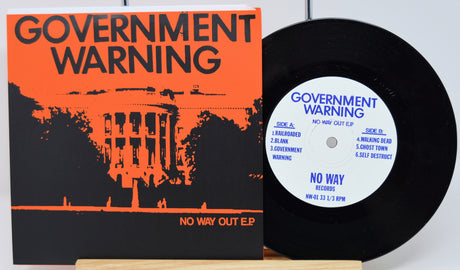 GOVERNMENT
WARNING
NO WAY OUT E.P.
GOVERNMENT
WARNING
NO WAY OUT E.P.
SIDE A:
1.RAILROADED
2.BLANK
3.GOVERNMENT
WARNING
SIDE B:
4.WALKING DEAD
5.GHOST TOWN
6.SELF DESTRUCT
NO WAY
RECORDS
NW-01 33 1/3 RPM